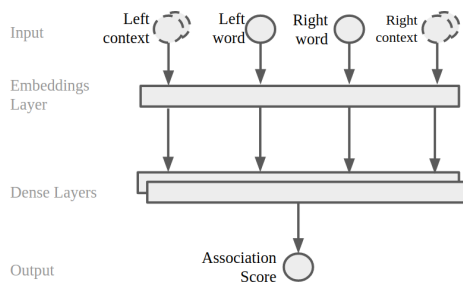 Input
Left
context
Left
word
Right
word
Right
context
Embeddings
Layer
Dense Layers
Output
Association
Score